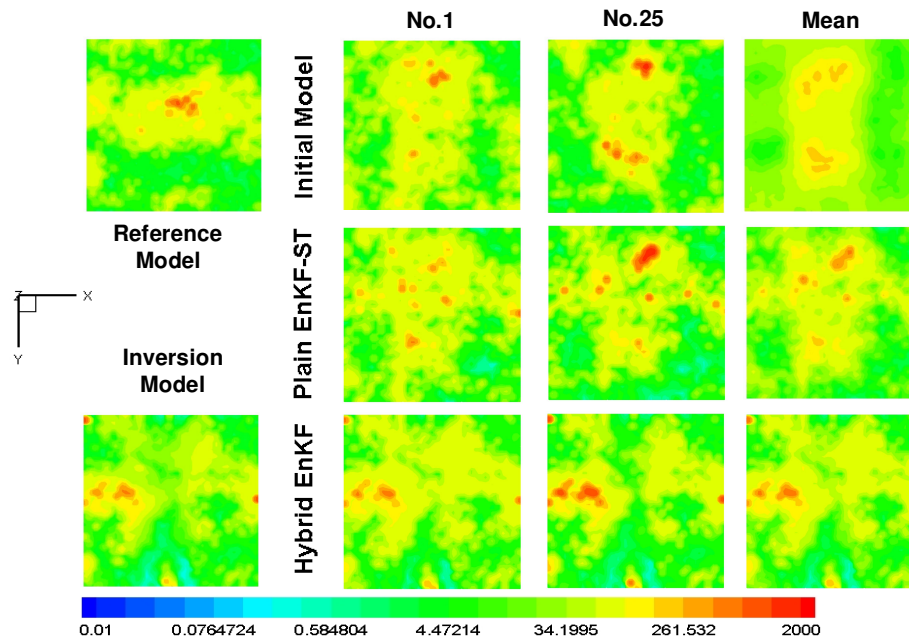 No.1 No.25 Mean
Initial Model
Reference
Model
Z X
Y
Plain EnKF-ST
Inversion
Model
Hybrid EnKF
0.01 0.0764724 0.584804 4.47214 34.1995 261.532 2000